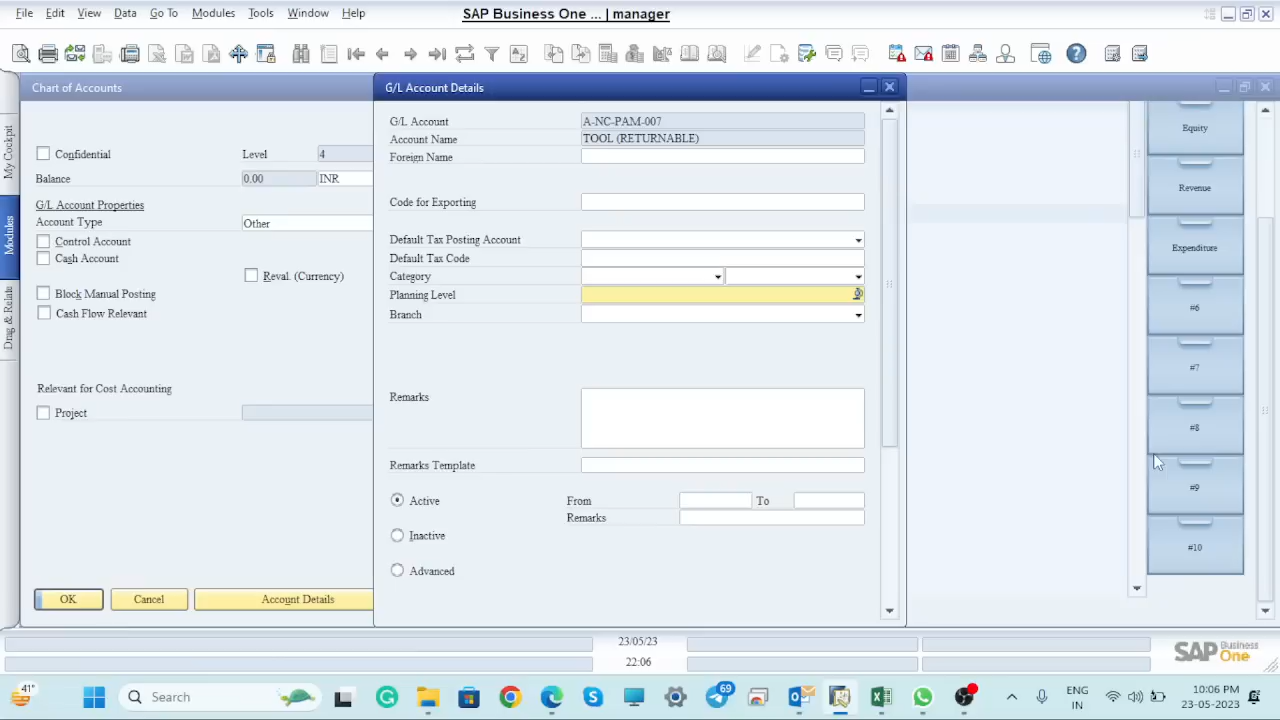 File Edit View Data Go To Modules Tools Window Help SAP Business One ... | manager
Chart of Accounts
Confidential Level 4
Balance 0.00 INR
G/L Account Properties
Account Type Other
Control Account
Cash Account
Reval. (Currency)
Block Manual Posting
Cash Flow Relevant
Relevant for Cost Accounting
Project
OK Cancel Account Details
G/L Account Details
G/L Account A-NC-PAM-007
Account Name TOOL (RETURNABLE)
Foreign Name
Code for Exporting
Default Tax Posting Account
Default Tax Code
Category
Planning Level
Branch
Remarks
Remarks Template
Active From To
Remarks
Inactive
Advanced
Equity
Revenue
Expenditure
#6
#7
#8
#9
#10
My Cockpit
Modules
Drag & Relate
23/05/23
22:06
SAP Business One
41°
Search
69
ENG
IN
10:06 PM
23-05-2023